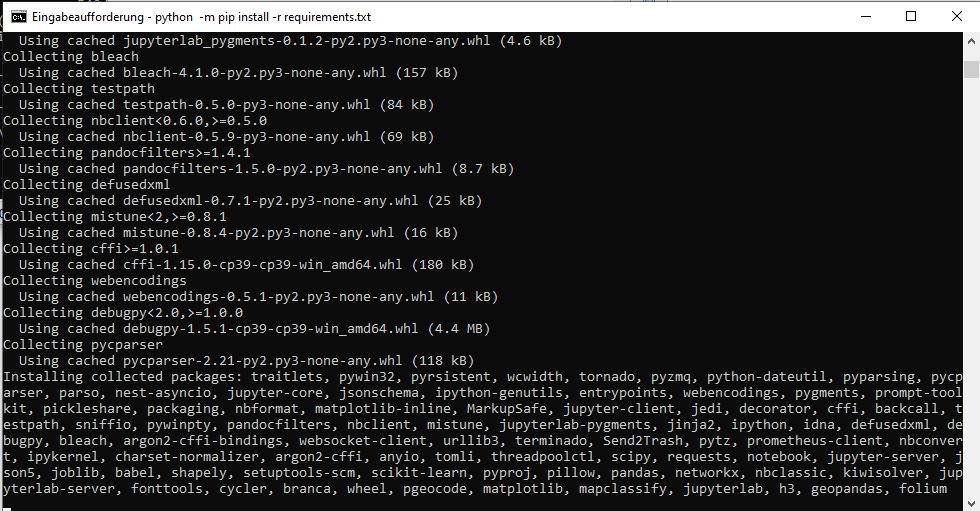 Eingabeaufforderung - python  -m pip install -r requirements.txt
  Using cached jupyterlab_pygments-0.1.2-py2.py3-none-any.whl (4.6 kB)
Collecting bleach
  Using cached bleach-4.1.0-py2.py3-none-any.whl (157 kB)
Collecting testpath
  Using cached testpath-0.5.0-py3-none-any.whl (84 kB)
Collecting nbclient<0.6.0,>=0.5.0
  Using cached nbclient-0.5.9-py3-none-any.whl (69 kB)
Collecting pandocfilters>=1.4.1
  Using cached pandocfilters-1.5.0-py2.py3-none-any.whl (8.7 kB)
Collecting defusedxml
  Using cached defusedxml-0.7.1-py2.py3-none-any.whl (25 kB)
Collecting mistune<2,>=0.8.1
  Using cached mistune-0.8.4-py2.py3-none-any.whl (16 kB)
Collecting cffi>=1.0.1
  Using cached cffi-1.15.0-cp39-cp39-win_amd64.whl (180 kB)
Collecting webencodings
  Using cached webencodings-0.5.1-py2.py3-none-any.whl (11 kB)
Collecting debugpy<2.0,>=1.0.0
  Using cached debugpy-1.5.1-cp39-cp39-win_amd64.whl (4.4 MB)
Collecting pycparser
  Using cached pycparser-2.21-py2.py3-none-any.whl (118 kB)
Installing collected packages: traitlets, pywin32, pyrsistent, wcwidth, tornado, pyzmq, python-dateutil, pyparsing, pycp
arser, parso, nest-asyncio, jupyter-core, jsonschema, ipython-genutils, entrypoints, webencodings, pygments, prompt-tool
kit, pickleshare, packaging, nbformat, matplotlib-inline, MarkupSafe, jupyter-client, jedi, decorator, cffi, backcall, t
estpath, sniffio, pywinpty, pandocfilters, nbclient, mistune, jupyterlab-pygments, jinja2, ipython, idna, defusedxml, de
bugpy, bleach, argon2-cffi-bindings, websocket-client, urllib3, terminado, Send2Trash, pytz, prometheus-client, nbconver
t, ipykernel, charset-normalizer, argon2-cffi, anyio, tomli, threadpoolctl, scipy, requests, notebook, jupyter-server, j
son5, joblib, babel, shapely, setuptools-scm, scikit-learn, pyproj, pillow, pandas, networkx, nbclassic, kiwisolver, jup
yterlab-server, fonttools, cycler, branca, wheel, pgeocode, matplotlib, mapclassify, jupyterlab, h3, geopandas, folium